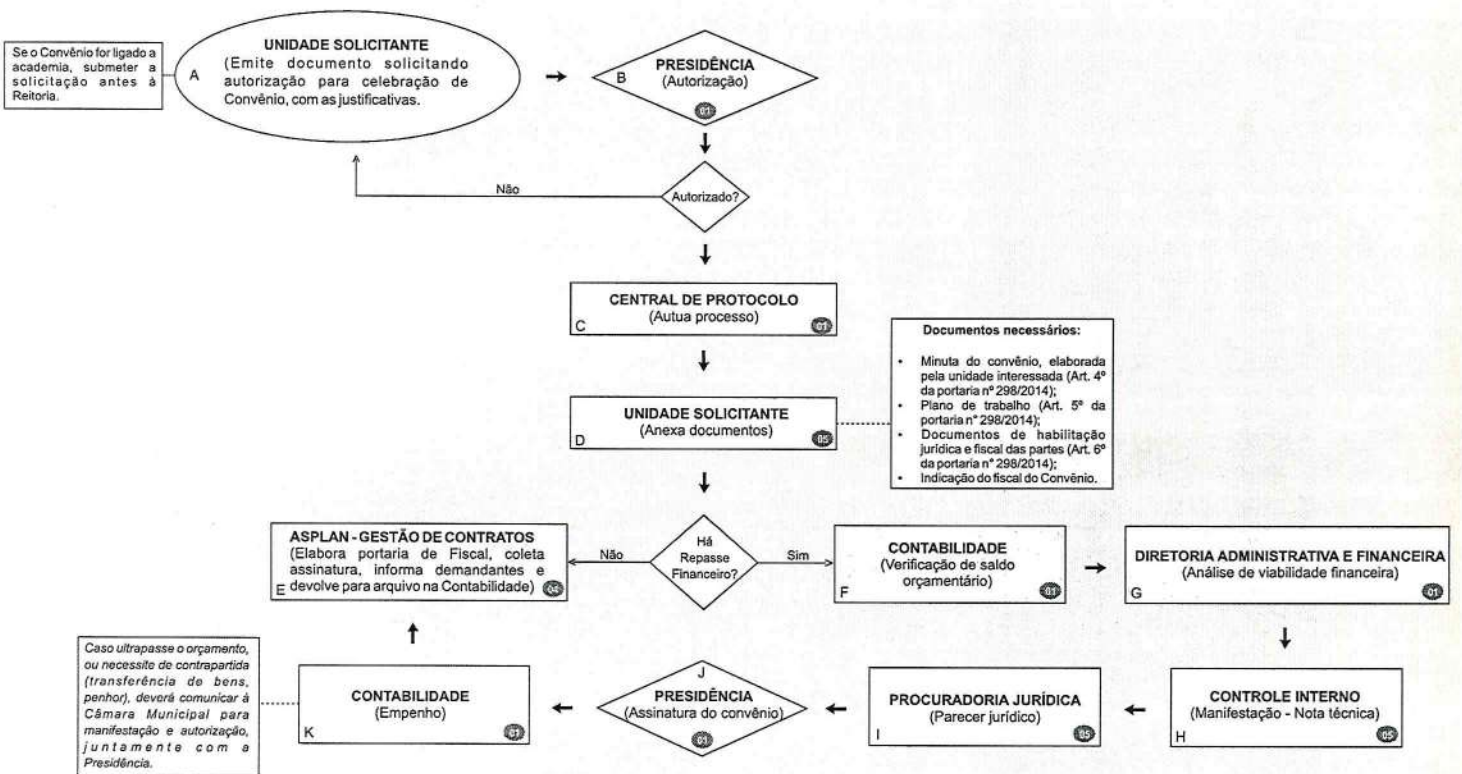 Se o Convênio for ligado a
academia, submeter a
solicitação antes à
Reitoria.
A
UNIDADE SOLICITANTE
(Emite documento solicitando
autorização para celebração de
Convênio, com as justificativas.
B
PRESIDÊNCIA
(Autorização)
01
Não
Autorizado?
CENTRAL DE PROTOCOLO
(Autua processo)
C
01
UNIDADE SOLICITANTE
(Anexa documentos)
D
05
Documentos necessários:
• Minuta do convênio, elaborada
pela unidade interessada (Art. 4º
da portaria nº 298/2014);
• Plano de trabalho (Art. 5º da
portaria n° 298/2014);
• Documentos de habilitação
jurídica e fiscal das partes (Art. 6º
da portaria n° 298/2014);
• Indicação do fiscal do Convênio.
ASPLAN - GESTÃO DE CONTRATOS
(Elabora portaria de Fiscal, coleta
assinatura, informa demandantes e
devolve para arquivo na Contabilidade)
E
04
Não
Há
Repasse
Financeiro?
Sim
CONTABILIDADE
(Verificação de saldo
orçamentário)
F
01
DIRETORIA ADMINISTRATIVA E FINANCEIRA
(Análise de viabilidade financeira)
G
01
Caso ultrapasse o orçamento,
ou necessite de contrapartida
(transferência de bens,
penhor), deverá comunicar à
Câmara Municipal para
manifestação e autorização,
juntamente com a
Presidência.
CONTABILIDADE
(Empenho)
K
01
J
PRESIDÊNCIA
(Assinatura do convênio)
01
PROCURADORIA JURÍDICA
(Parecer jurídico)
I
05
CONTROLE INTERNO
(Manifestação - Nota técnica)
H
05